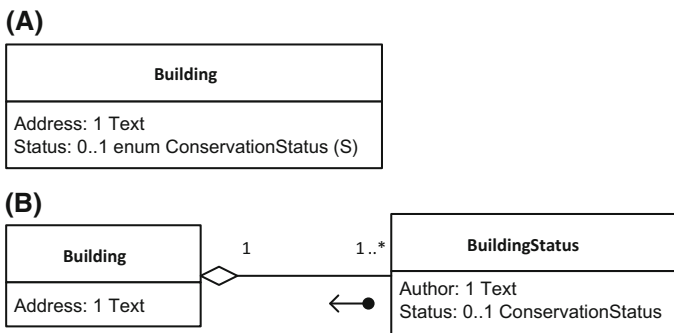 (A)
Building
Address: 1 Text
Status: 0..1 enum ConservationStatus (S)
(B)
Building
Address: 1 Text
1
1..*
BuildingStatus
Author: 1 Text
Status: 0..1 ConservationStatus